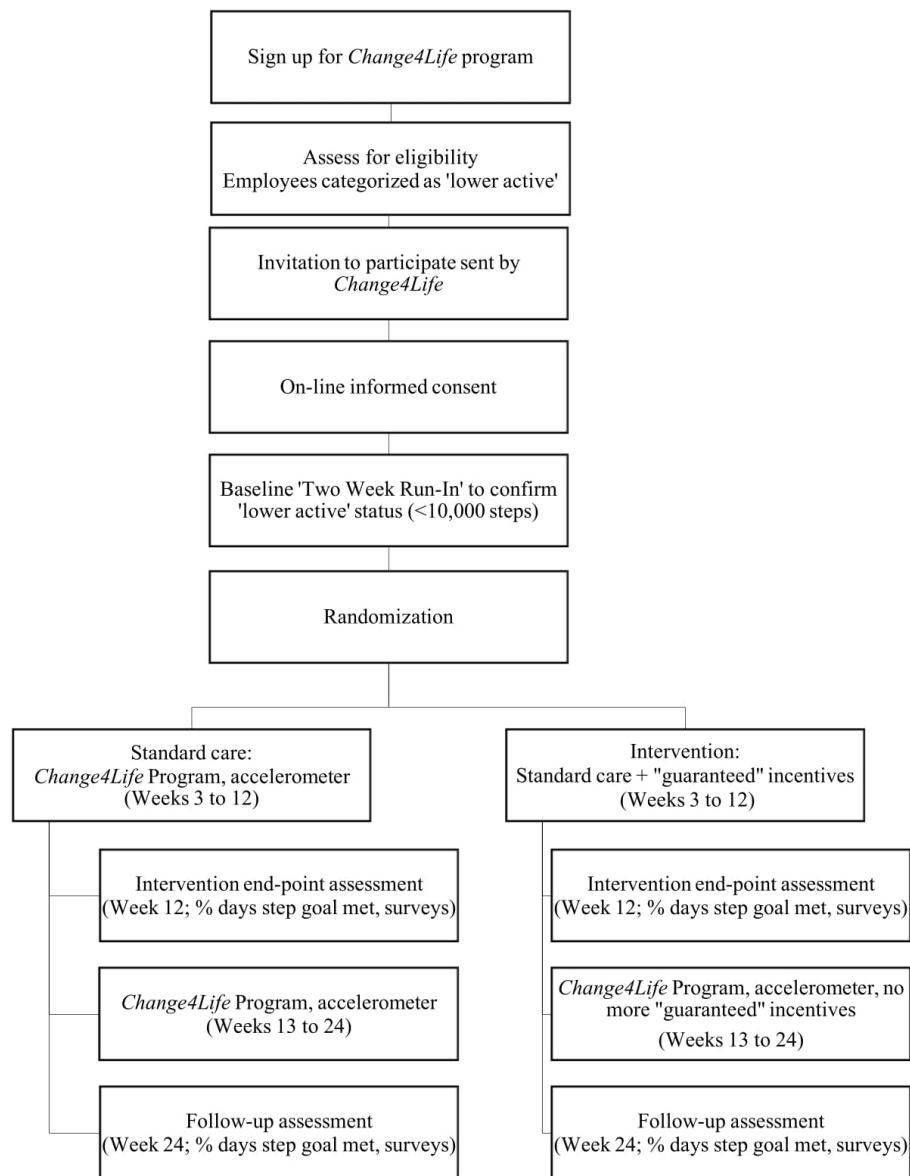 Sign up for Change4Life program
Assess for eligibility
Employees categorized as 'lower active'
Invitation to participate sent by
Change4Life
On-line informed consent
Baseline 'Two Week Run-In' to confirm
'lower active' status (<10,000 steps)
Randomization
Standard care:
Change4Life Program, accelerometer
(Weeks 3 to 12)
Intervention end-point assessment
(Week 12; % days step goal met, surveys)
Change4Life Program, accelerometer
(Weeks 13 to 24)
Follow-up assessment
(Week 24; % days step goal met, surveys)
Intervention:
Standard care + "guaranteed" incentives
(Weeks 3 to 12)
Intervention end-point assessment
(Week 12; % days step goal met, surveys)
Change4Life Program, accelerometer, no
more "guaranteed" incentives
(Weeks 13 to 24)
Follow-up assessment
(Week 24; % days step goal met, surveys)